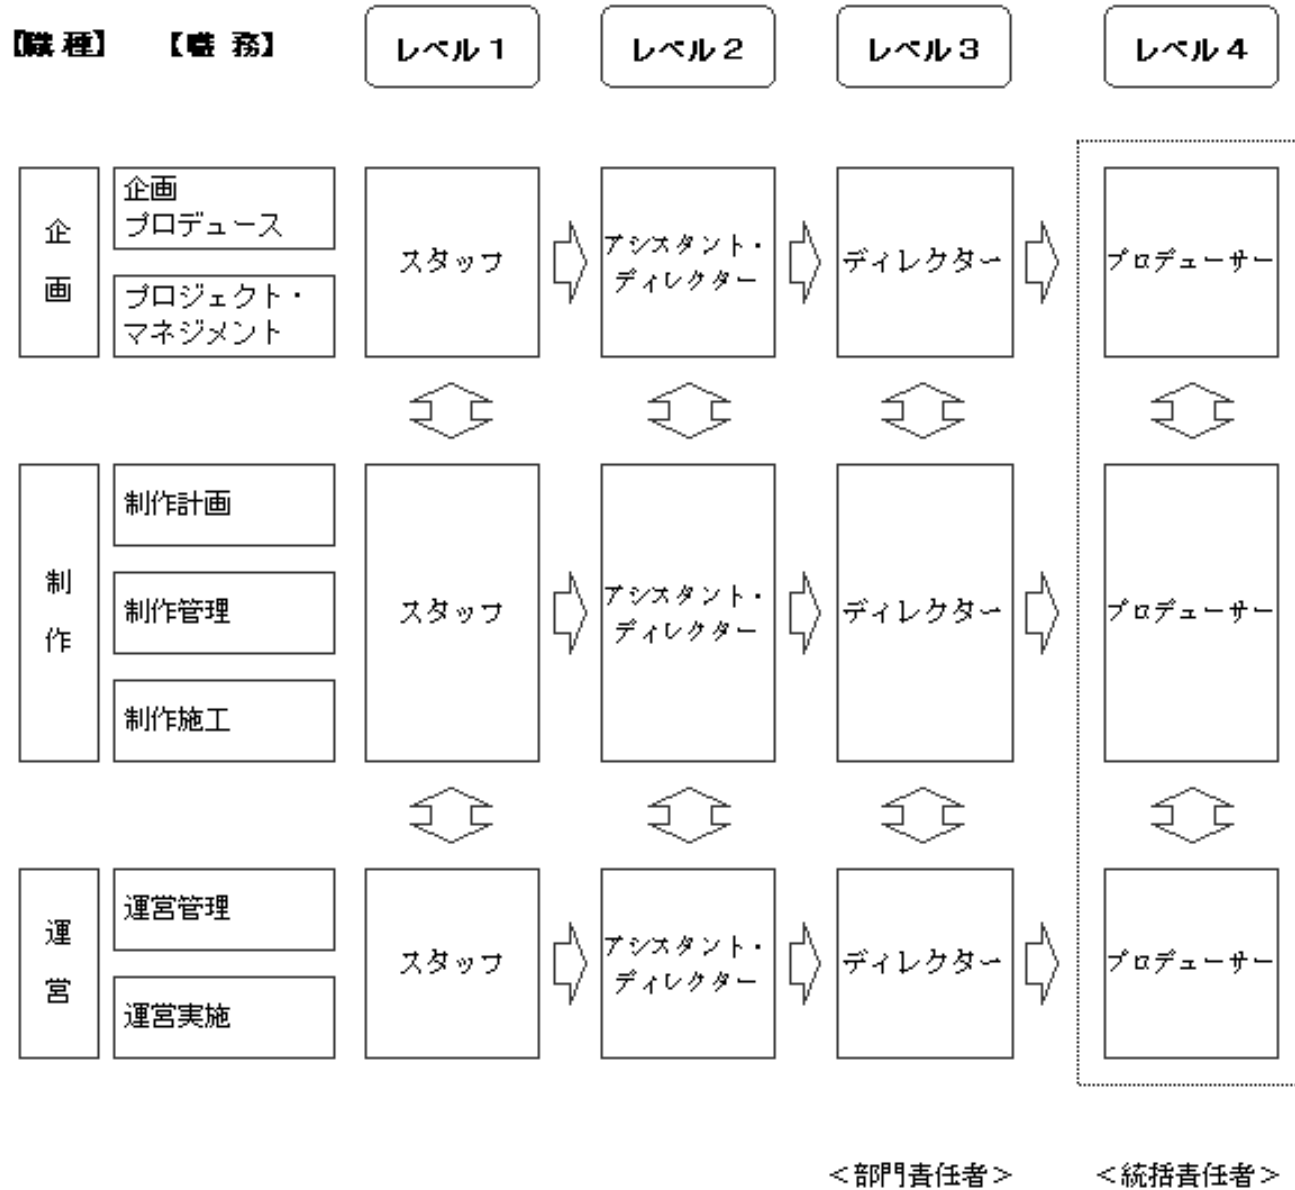 【職 種】 【職 務】 レベル１ レベル２ レベル３ レベル４
企
画
企画
プロデュース
プロジェクト・
マネジメント
スタッフ
アシスタント・
ディレクター
ディレクター
プロデューサー
制
作
制作計画
制作管理
制作施工
スタッフ
アシスタント・
ディレクター
ディレクター
プロデューサー
運
営
運営管理
運営実施
スタッフ
アシスタント・
ディレクター
ディレクター
プロデューサー
＜部門責任者＞ ＜統括責任者＞